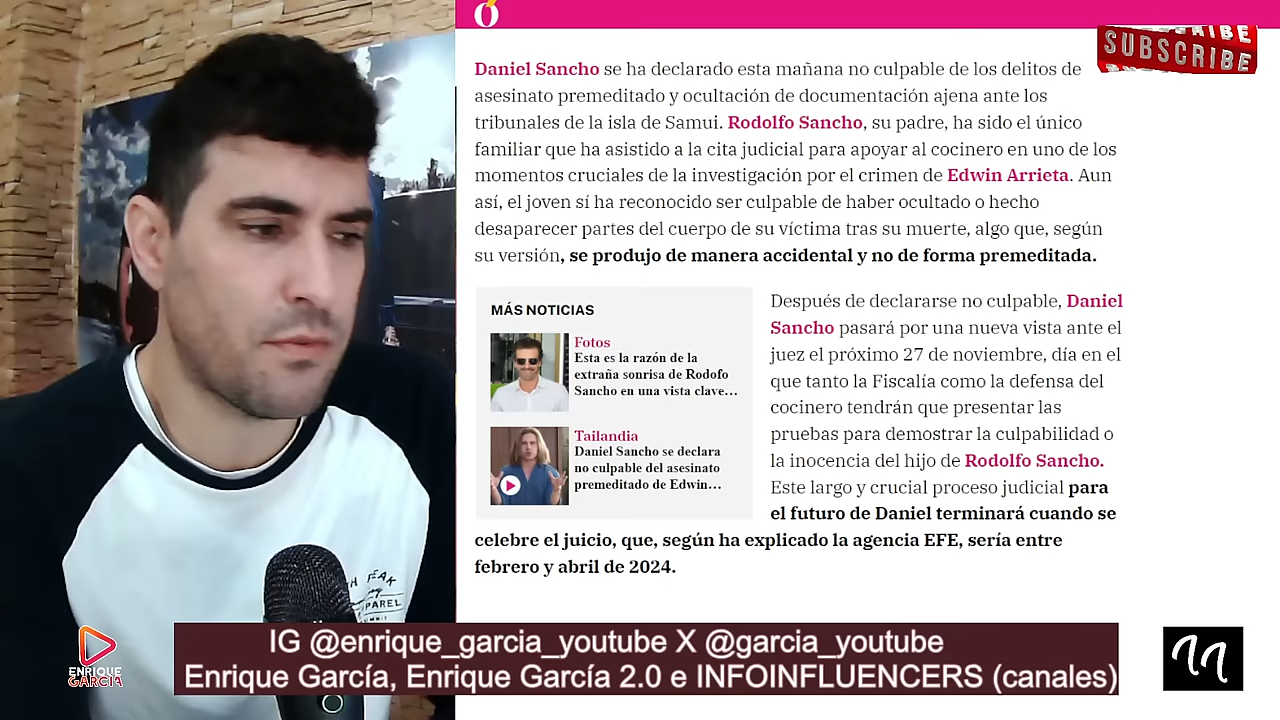 SUBSCRIBE
Daniel Sancho se ha declarado esta mañana no culpable de los delitos de
asesinato premeditado y ocultación de documentación ajena ante los
tribunales de la isla de Samui. Rodolfo Sancho, su padre, ha sido el único
familiar que ha asistido a la cita judicial para apoyar al cocinero en uno de los
momentos cruciales de la investigación por el crimen de Edwin Arrieta. Aun
así, el joven sí ha reconocido ser culpable de haber ocultado o hecho
desaparecer partes del cuerpo de su víctima tras su muerte, algo que, según
su versión, se produjo de manera accidental y no de forma premeditada.
MÁS NOTICIAS
Fotos
Esta es la razón de la
extraña sonrisa de Rodofo
Sancho en una vista clave...
Tailandia
Daniel Sancho se declara
no culpable del asesinato
premeditado de Edwin...
Después de declararse no culpable, Daniel
Sancho pasará por una nueva vista ante el
juez el próximo 27 de noviembre, día en el
que tanto la Fiscalía como la defensa del
cocinero tendrán que presentar las
pruebas para demostrar la culpabilidad o
la inocencia del hijo de Rodolfo Sancho.
Este largo y crucial proceso judicial para
el futuro de Daniel terminará cuando se
celebre el juicio, que, según ha explicado la agencia EFE, sería entre
febrero y abril de 2024.
APAREL
ENRIQUE
GARCÍA
IG @enrique_garcia_youtube X @garcia_youtube
Enrique García, Enrique García 2.0 e INFOINFLUENCERS (canales)